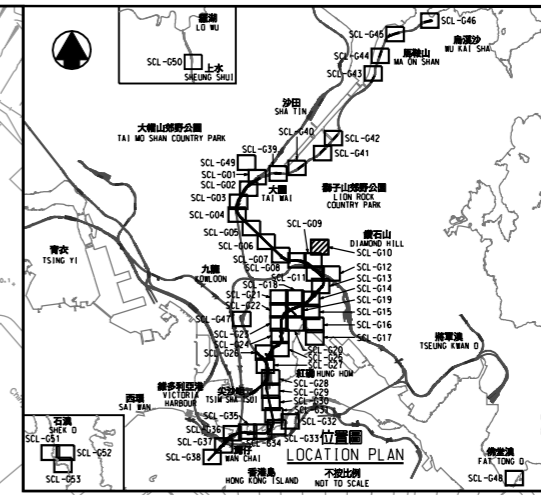 羅湖
LO WU
SCL-G50
上水
SHEUNG SHUI
SCL-G46
SCL-G45
烏溪沙
WU KAI SHA
SCL-G44
馬鞍山
MA ON SHAN
SCL-G43
沙田
SHA TIN
大帽山郊野公園
TAI MO SHAN COUNTRY PARK
SCL-G40
SCL-G42
SCL-G39
SCL-G41
SCL-G49
SCL-G01
SCL-G02
大圍
TAI WAI
獅子山郊野公園
LION ROCK
COUNTRY PARK
SCL-G03
SCL-G04
SCL-G05
SCL-G09
鑽石山
DIAMOND HILL
SCL-G06
SCL-G10
青衣
TSING YI
SCL-G07
SCL-G08
SCL-G11
SCL-G12
SCL-G13
九龍
KOWLOON
SCL-G18
SCL-G14
SCL-G21
SCL-G19
SCL-G22
SCL-G15
SCL-G47
SCL-G16
SCL-G23
SCL-G17
將軍澳
TSEUNG KWAN O
SCL-G24
SCL-G20
SCL-G26
SCL-G27
紅磡 HUNG HOM
SCL-G28
維多利亞港
VICTORIA
HARBOUR
尖沙咀
TSIM SHA TSUI
SCL-G29
SCL-G30
SCL-G31
西環
SAI WAN
SCL-G35
SCL-G32
SCL-G36
SCL-G33
SCL-G34
SCL-G37
灣仔
WAN CHAI
SCL-G38
香港島
HONG KONG ISLAND
石澳
SHEK O
SCL-G51
SCL-G52
SCL-G53
位置圖
LOCATION PLAN
不按比例
NOT TO SCALE
佛堂澳
FAT TONG O
SCL-G48